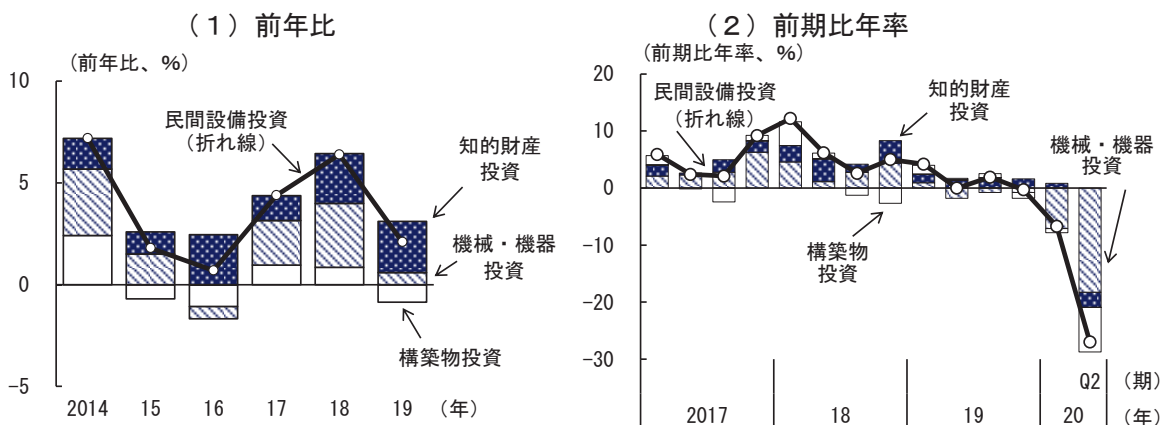 （１）前年比
（前年比、％）
10
5
0
−5
民間設備投資
（折れ線）
知的財産
投資
機械・機器
投資
構築物投資
2014 15 16 17 18 19 （年）
（２）前期比年率
（前期比年率、％）
20
10
0
−10
−20
−30
民間設備投資
（折れ線）
知的財産
投資
機械・機器
投資
構築物
投資
Q2 （期）
2017 18 19 20 （年）